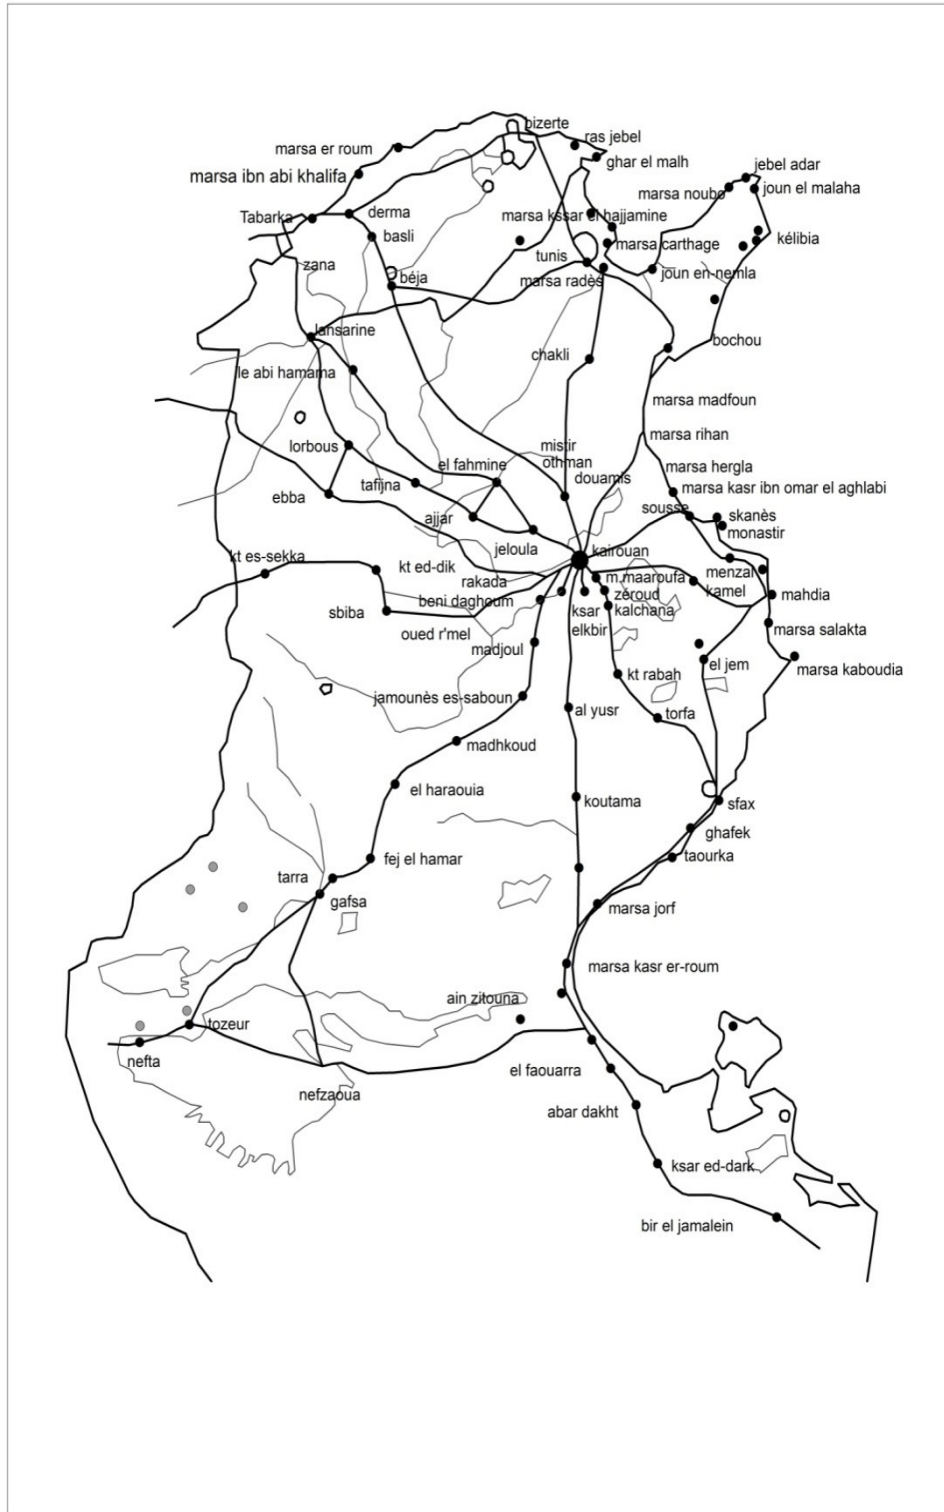 bizerte
ras jebel
marsa er roum
ghar el malh
jebel adar
marsa ibn abi khalifa
marsa noubo
joun el malaha
Tabarka
derma
marsa kssar el hajjamine
basli
marsa carthage
kélibia
tunis
zana
béja
marsa radès
joun en-nemla
lansarine
bochou
chakli
le abi hamama
marsa madfoun
marsa rihan
lorbous
mistir
othman
el fahmine
marsa hergla
douamis
tafijna
marsa kasr ibn omar el aghlabi
ebba
sousse
skanès
ajjar
monastir
jeloula
kairouan
kt es-sekka
kt ed-dik
menzal
rakada
m.maaroufa
kamel
zéroud
mahdia
beni daghoum
ksar
kalchana
sbiba
elkbir
marsa salakta
oued r'mel
madjoul
el jem
marsa kaboudia
kt rabah
jamounès es-saboun
al yusr
torfa
madhkoud
el haraouia
koutama
sfax
ghafek
fej el hamar
taourka
tarra
gafsa
marsa jorf
marsa kasr er-roum
ain zitouna
tozeur
nefta
el faouarra
nefzaoua
abar dakht
ksar ed-dark
bir el jamalein